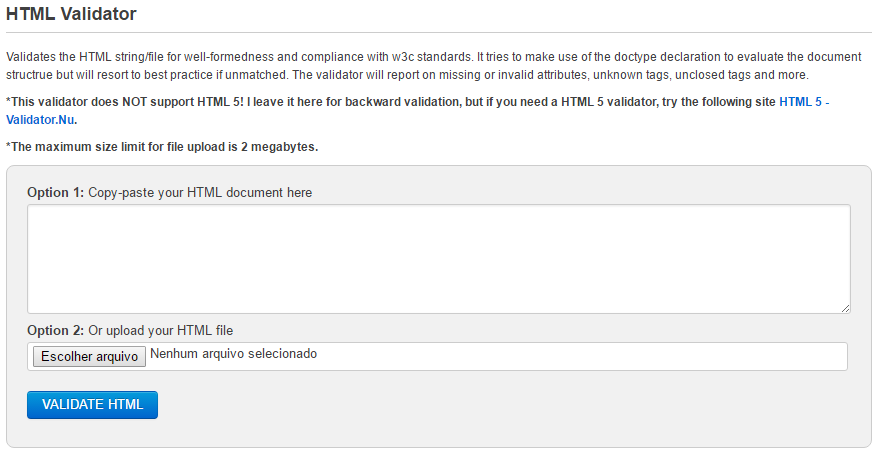 HTML Validator
Validates the HTML string/file for well-formedness and compliance with w3c standards. It tries to make use of the doctype declaration to evaluate the document
structrue but will resort to best practice if unmatched. The validator will report on missing or invalid attributes, unknown tags, unclosed tags and more.
*This validator does NOT support HTML 5! I leave it here for backward validation, but if you need a HTML 5 validator, try the following site HTML 5 -
Validator.Nu.
*The maximum size limit for file upload is 2 megabytes.
Option 1: Copy-paste your HTML document here
Option 2: Or upload your HTML file
Escolher arquivo Nenhum arquivo selecionado
VALIDATE HTML